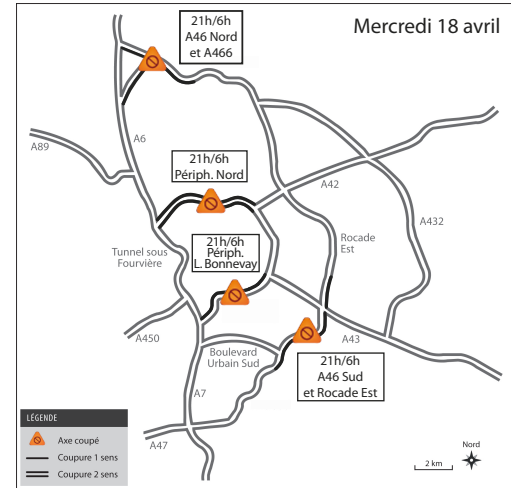 Mercredi 18 avril
21h/6h
A46 Nord
et A466
A6
A89
21h/6h
Périph. Nord
A42
A432
Rocade
Est
Tunnel sous
Fourvière
21h/6h
Périph.
L. Bonnevay
A450
Boulevard
Urbain Sud
A43
21h/6h
A46 Sud
et Rocade Est
A7
A47
LÉGENDE
Axe coupé
Coupure 1 sens
Coupure 2 sens
Nord
2 km